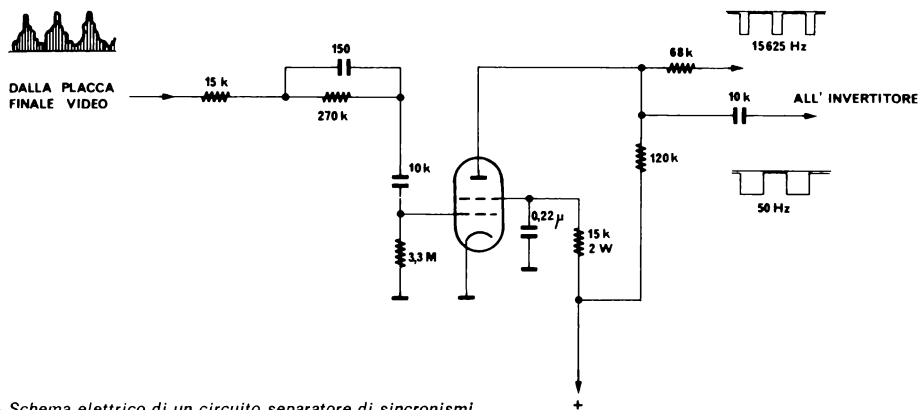 DALLA PLACCA
FINALE VIDEO
15 k
150
270 k
10 k
3,3 M
0,22 µ
15 k
2 W
120 k
68 k
15625 Hz
10 k
ALL' INVERTITORE
50 Hz
+
Schema elettrico di un circuito separatore di sincronismi